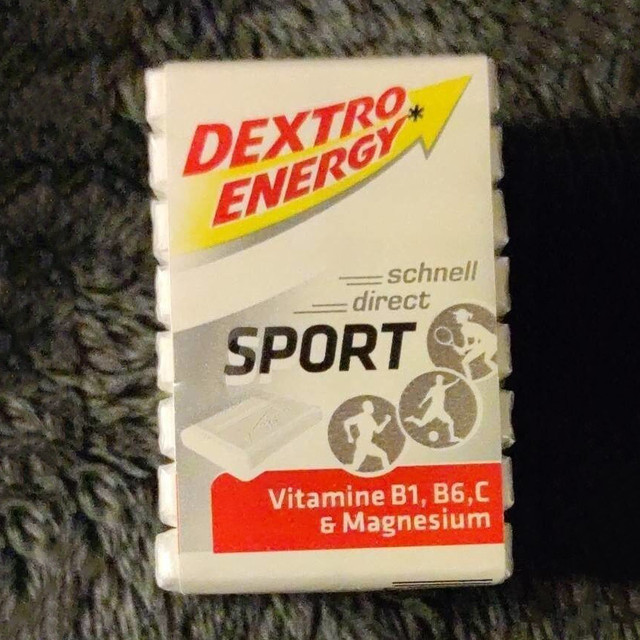 DEXTRO
ENERGY*
schnell
direct
SPORT
Vitamine B1, B6,C
& Magnesium